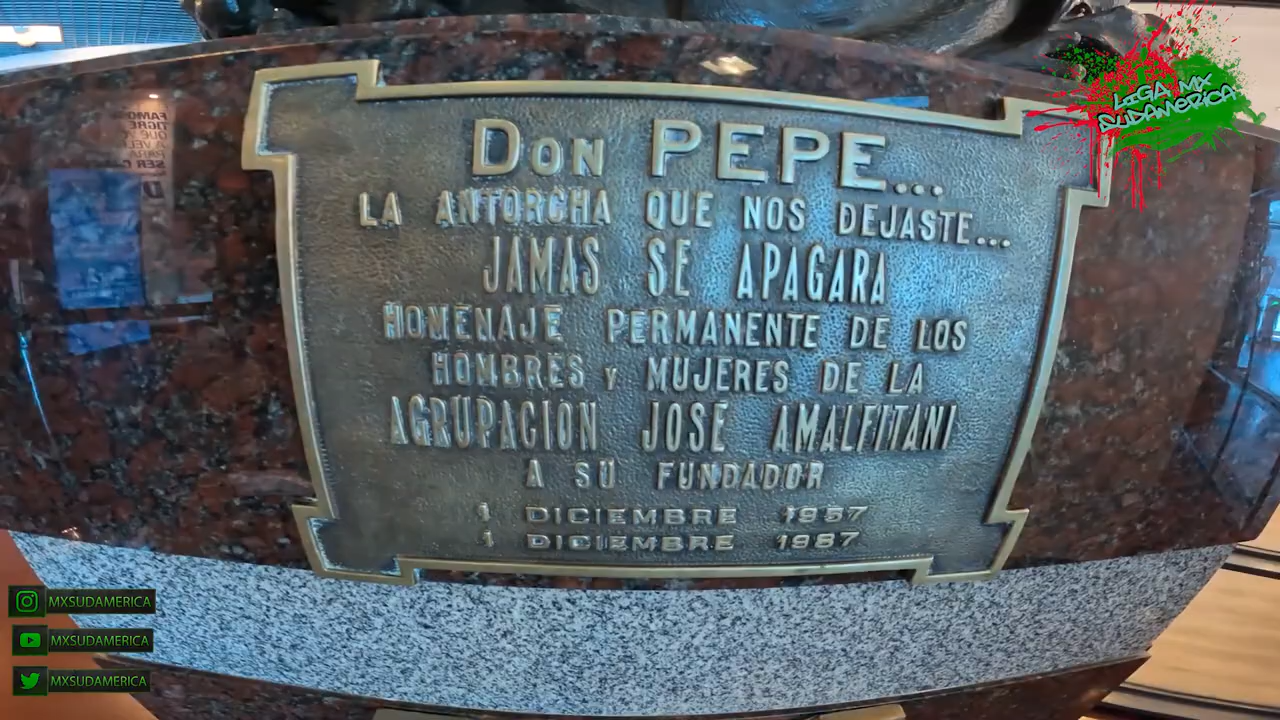 Don PEPE...
LA ANTORCHA QUE NOS DEJASTE...
JAMAS SE APAGARA
HOMENAJE PERMANENTE DE LOS
HOMBRES y MUJERES DE LA
AGRUPACION JOSE AMALFITANI
A SU FUNDADOR
1 DICIEMBRE 1957
1 DICIEMBRE 1987
LIGA MX
SUDAMERICA
MXSUDAMERICA
MXSUDAMERICA
MXSUDAMERICA